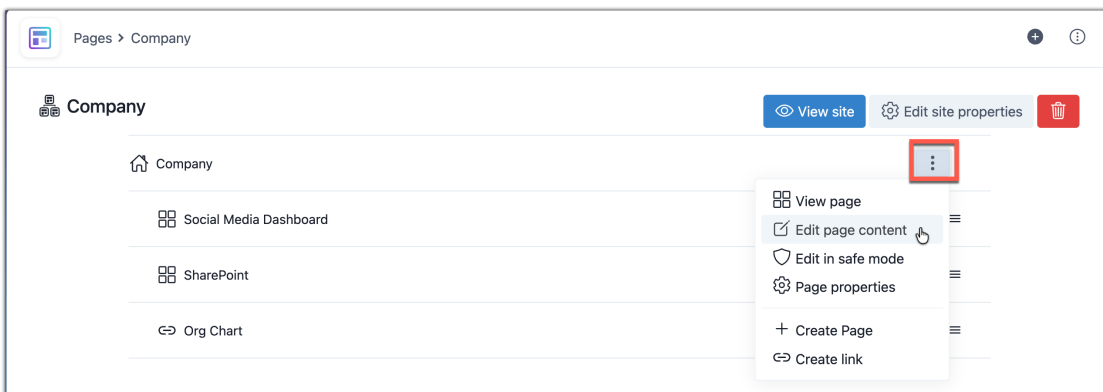 Pages > Company
Company
View site
Edit site properties
Company
View page
Social Media Dashboard
Edit page content
Edit in safe mode
SharePoint
Page properties
Org Chart
Create Page
Create link